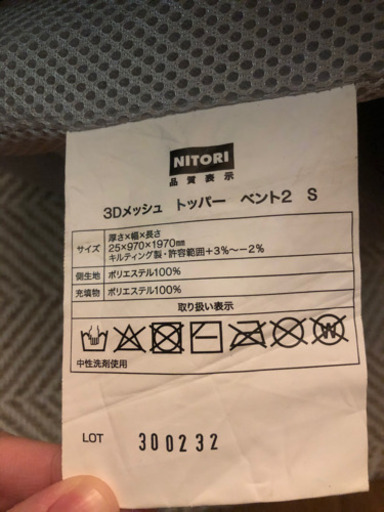 NITORI
品質表示
3Dメッシュ トッパー ベント2 S
サイズ
厚さ×幅×長さ
25×970×1970mm
キルティング製・許容範囲+3%～−2%
側生地 ポリエステル100%
充填物 ポリエステル100%
取り扱い表示
W
中性洗剤使用
LOT 300232